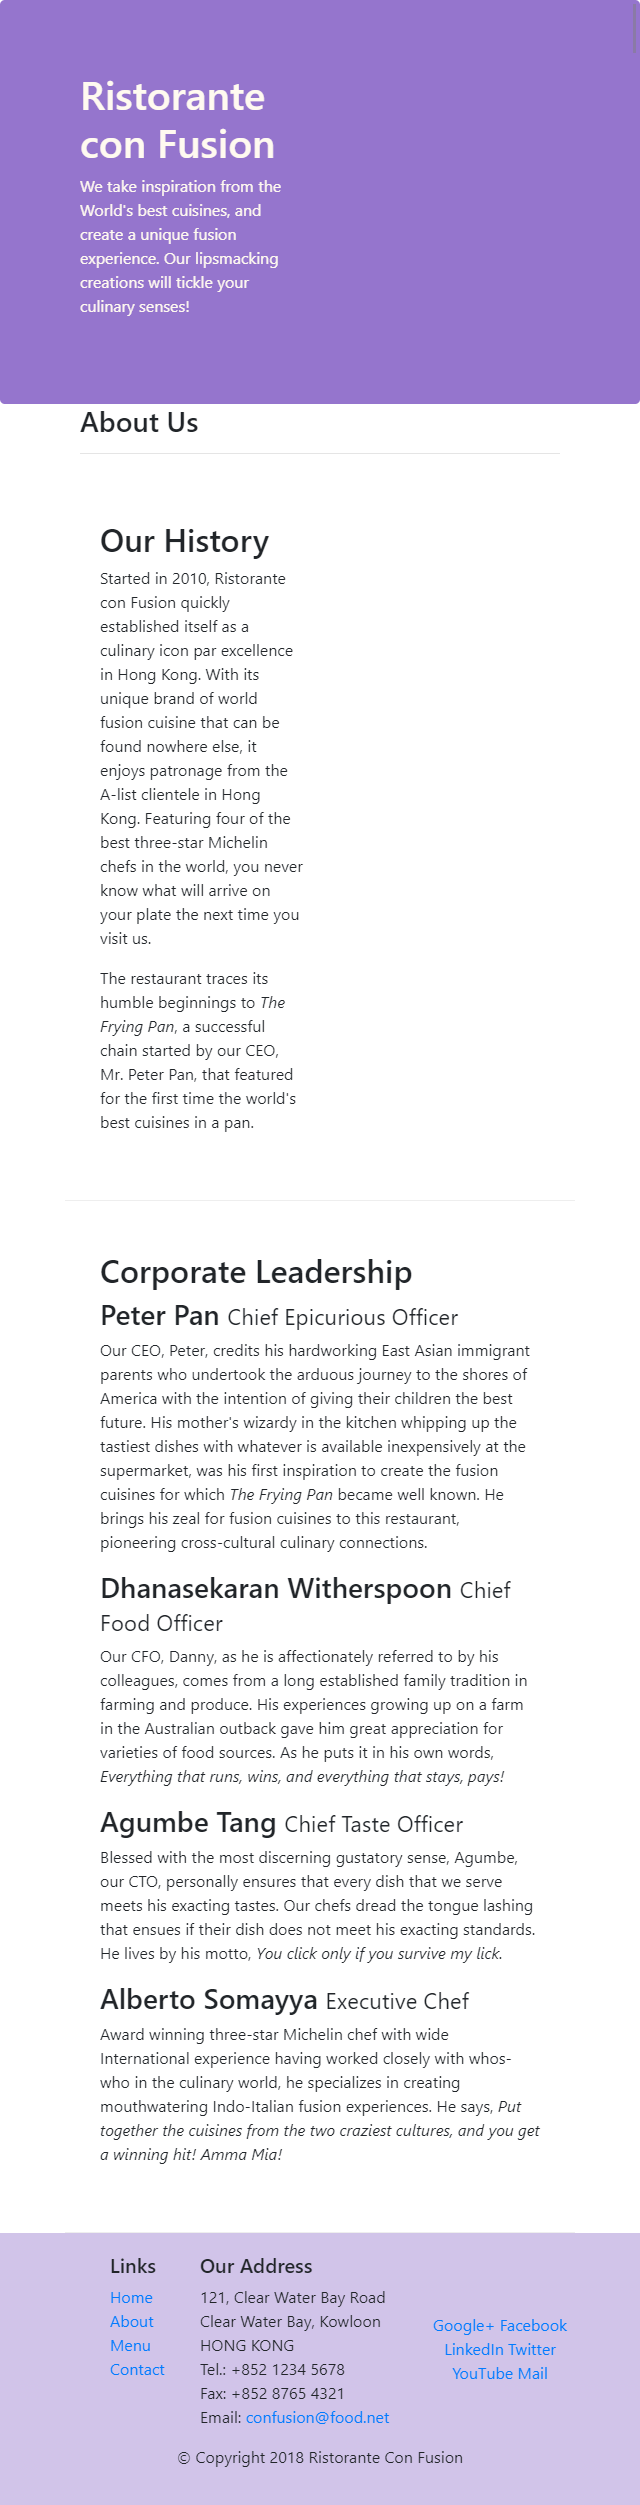 Ristorante
con Fusion
We take inspiration from the
World's best cuisines, and
create a unique fusion
experience. Our lipsmacking
creations will tickle your
culinary senses!
About Us
Our History
Started in 2010, Ristorante
con Fusion quickly
established itself as a
culinary icon par excellence
in Hong Kong. With its
unique brand of world
fusion cuisine that can be
found nowhere else, it
enjoys patronage from the
A-list clientele in Hong
Kong. Featuring four of the
best three-star Michelin
chefs in the world, you never
know what will arrive on
your plate the next time you
visit us.
The restaurant traces its
humble beginnings to The
Frying Pan, a successful
chain started by our CEO,
Mr. Peter Pan, that featured
for the first time the world's
best cuisines in a pan.
Corporate Leadership
Peter Pan Chief Epicurious Officer
Our CEO, Peter, credits his hardworking East Asian immigrant
parents who undertook the arduous journey to the shores of
America with the intention of giving their children the best
future. His mother's wizardy in the kitchen whipping up the
tastiest dishes with whatever is available inexpensively at the
supermarket, was his first inspiration to create the fusion
cuisines for which The Frying Pan became well known. He
brings his zeal for fusion cuisines to this restaurant,
pioneering cross-cultural culinary connections.
Dhanasekaran Witherspoon Chief
Food Officer
Our CFO, Danny, as he is affectionately referred to by his
colleagues, comes from a long established family tradition in
farming and produce. His experiences growing up on a farm
in the Australian outback gave him great appreciation for
varieties of food sources. As he puts it in his own words,
Everything that runs, wins, and everything that stays, pays!
Agumbe Tang Chief Taste Officer
Blessed with the most discerning gustatory sense, Agumbe,
our CTO, personally ensures that every dish that we serve
meets his exacting tastes. Our chefs dread the tongue lashing
that ensues if their dish does not meet his exacting standards.
He lives by his motto, You click only if you survive my lick.
Alberto Somayya Executive Chef
Award winning three-star Michelin chef with wide
International experience having worked closely with whos-
who in the culinary world, he specializes in creating
mouthwatering Indo-Italian fusion experiences. He says, Put
together the cuisines from the two craziest cultures, and you get
a winning hit! Amma Mia!
Links
Home
About
Menu
Contact
Our Address
121, Clear Water Bay Road
Clear Water Bay, Kowloon
HONG KONG
Tel.: +852 1234 5678
Fax: +852 8765 4321
Email: confusion@food.net
Google+ Facebook
LinkedIn Twitter
YouTube Mail
© Copyright 2018 Ristorante Con Fusion